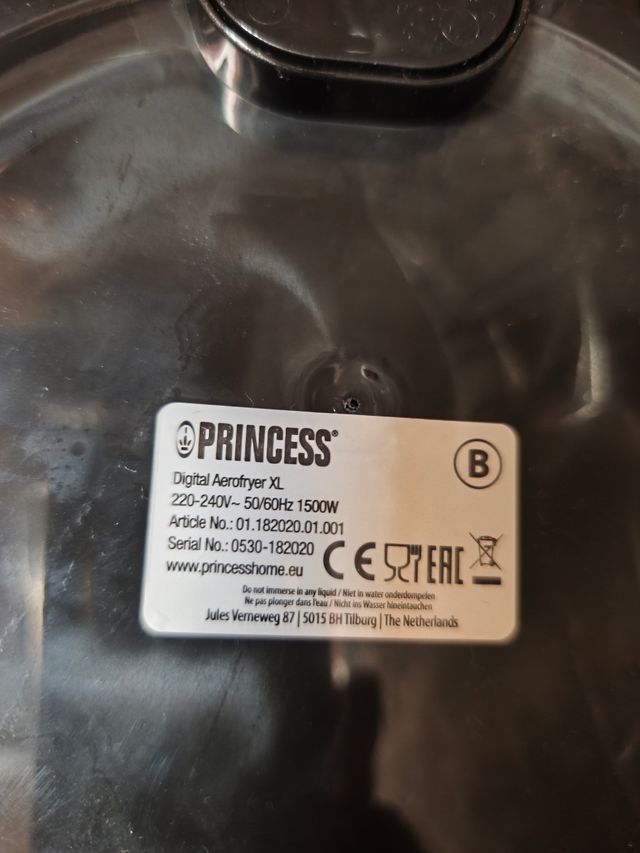 PRINCESS®
B
Digital Aerofryer XL
220-240V~ 50/60Hz 1500W
Article No.: 01.182020.01.001
Serial No.: 0530-182020
www.princesshome.eu
CE EAC
Do not immerse in any liquid / Niet in water onderdompelen
Ne pas plonger dans l'eau / Nicht ins Wasser hineintauchen
Jules Verneweg 87 | 5015 BH Tilburg | The Netherlands